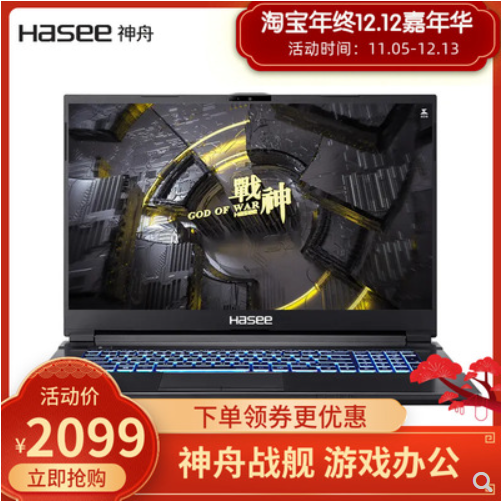 Hasee 神舟
淘宝年终12.12嘉年华
活动时间：11.05-12.13
戰神
GOD OF WAR
Hasee
活动价
¥2099
立即抢购
下单领券更优惠
神舟战舰 游戏办公